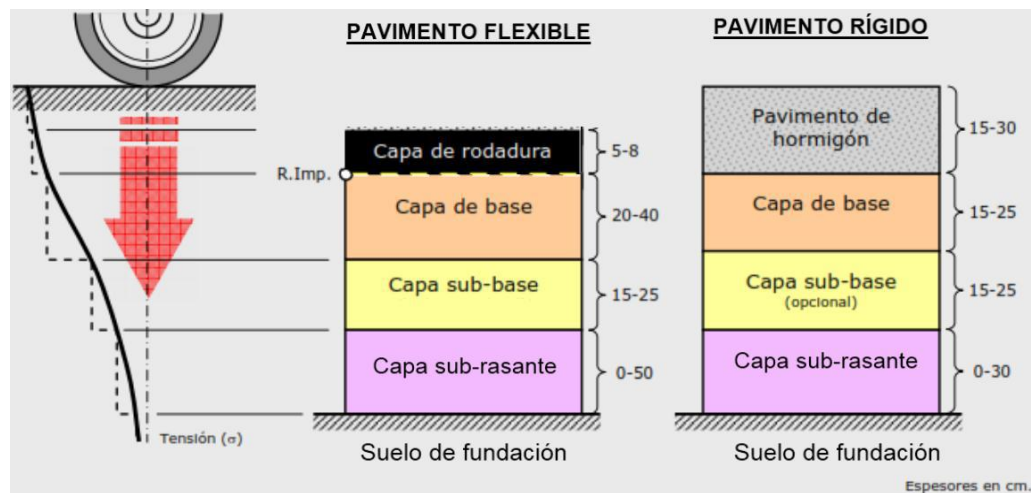 PAVIMENTO FLEXIBLE
PAVIMENTO RÍGIDO
R.Imp.
Tensión (σ)
Capa de rodadura
5-8
Capa de base
20-40
Capa sub-base
15-25
Capa sub-rasante
0-50
Suelo de fundación
Pavimento de
hormigón
15-30
Capa de base
15-25
Capa sub-base
(opcional)
15-25
Capa sub-rasante
0-30
Suelo de fundación
Espesores en cm.